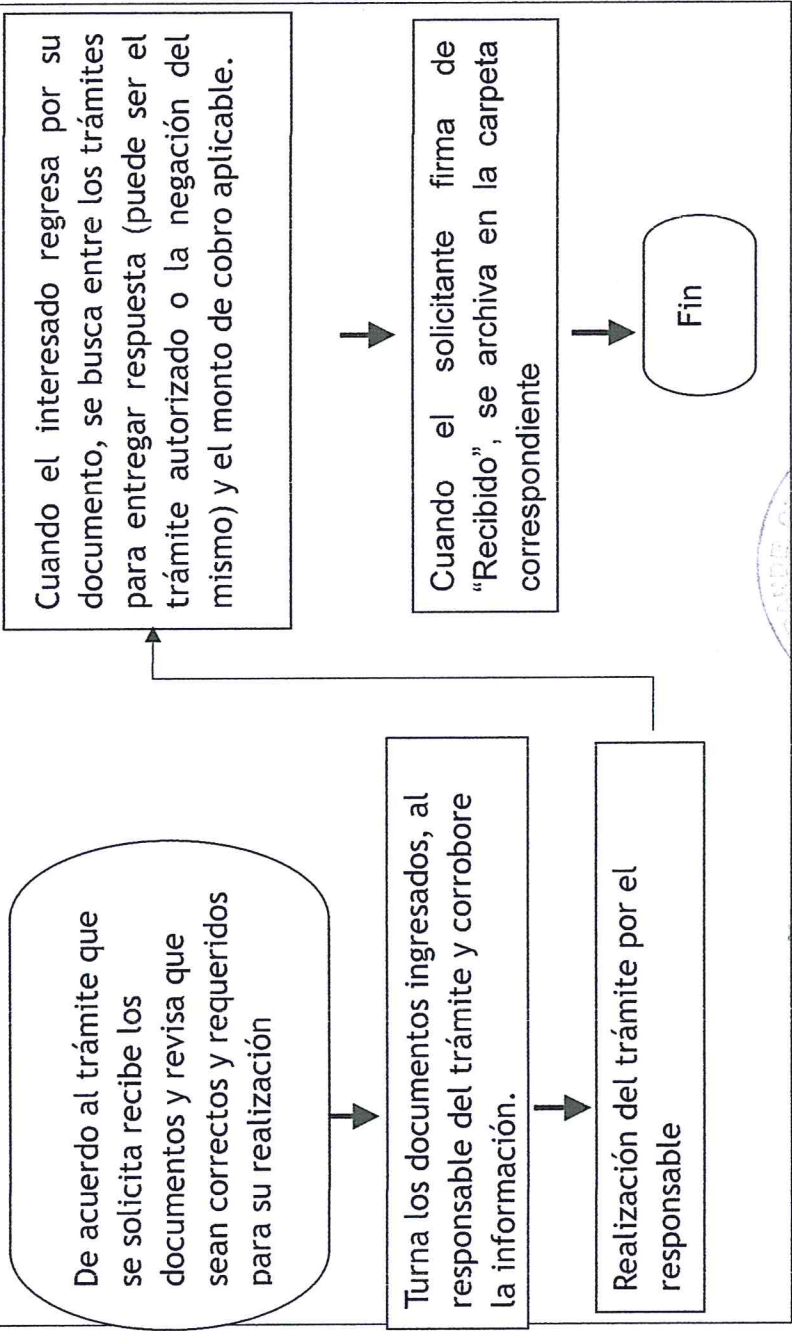 De acuerdo al trámite que
se solicita recibe los
documentos y revisa que
sean correctos y requeridos
para su realización
Turna los documentos ingresados, al
responsable del trámite y corrobore
la información.
Realización del trámite por el
responsable
Cuando el interesado regresa por su
documento, se busca entre los trámites
para entregar respuesta (puede ser el
trámite autorizado o la negación del
mismo) y el monto de cobro aplicable.
Cuando el solicitante firma de
“Recibido”, se archiva en la carpeta
correspondiente
Fin